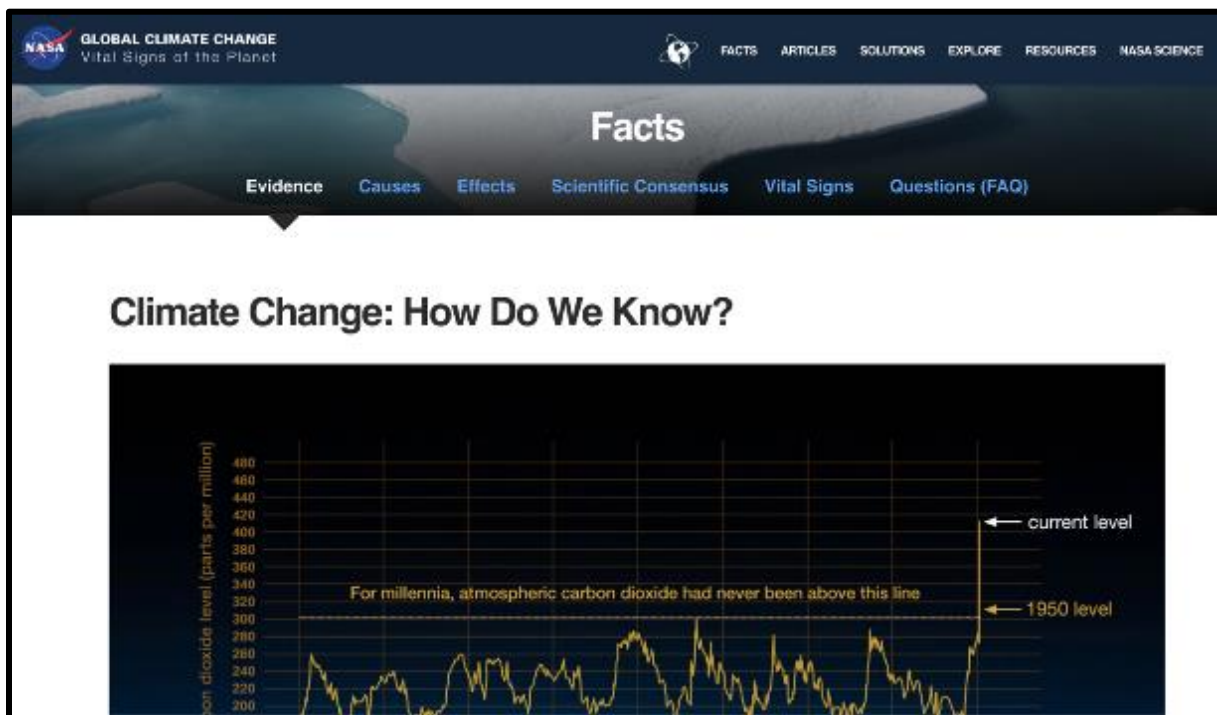 NASA
GLOBAL CLIMATE CHANGE
Vital Signs of the Planet
FACTS ARTICLES SOLUTIONS EXPLORE RESOURCES NASA SCIENCE
Facts
Evidence Causes Effects Scientific Consensus Vital Signs Questions (FAQ)
Climate Change: How Do We Know?
dioxide level (parts per million)
480
460
440
420
400
380
360
340
320
300
280
260
240
220
200
current level
For millennia, atmospheric carbon dioxide had never been above this line
1950 level